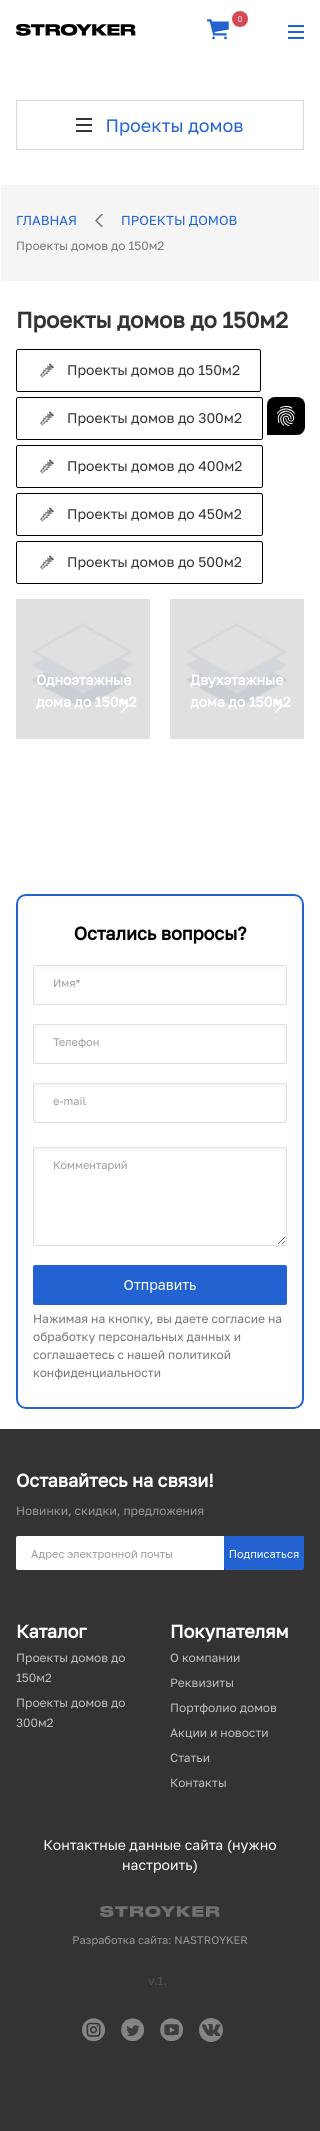 STROYKER
0
Проекты домов
ГЛАВНАЯ ПРОЕКТЫ ДОМОВ
Проекты домов до 150м2
Проекты домов до 150м2
Проекты домов до 150м2
Проекты домов до 300м2
Проекты домов до 400м2
Проекты домов до 450м2
Проекты домов до 500м2
Одноэтажные
дома до 150м2
Двухэтажные
дома до 150м2
Остались вопросы?
Имя*
Телефон
e-mail
Комментарий
Отправить
Нажимая на кнопку, вы даете согласие на
обработку персональных данных и
соглашаетесь с нашей политикой
конфиденциальности
Оставайтесь на связи!
Новинки, скидки, предложения
Адрес электронной почты Подписаться
Каталог
Проекты домов до
150м2
Проекты домов до
300м2
Покупателям
О компании
Реквизиты
Портфолио домов
Акции и новости
Статьи
Контакты
Контактные данные сайта (нужно
настроить)
STROYKER
Разработка сайта: NASTROYKER
v.1.